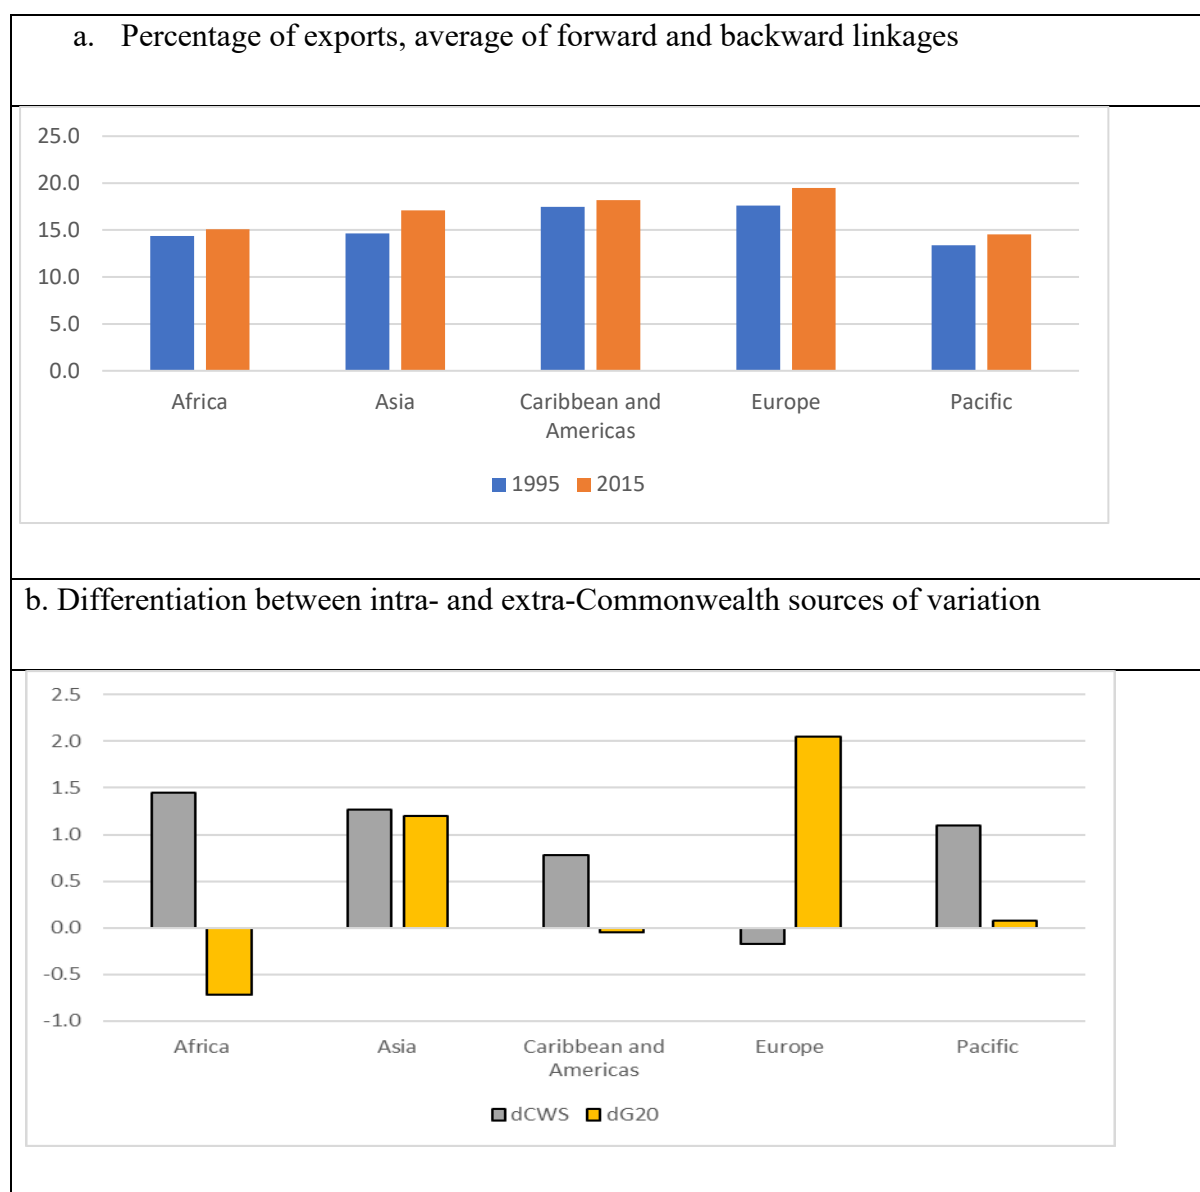 a. Percentage of exports, average of forward and backward linkages
25.0
20.0
15.0
10.0
5.0
0.0
Africa
Asia
Caribbean and
Americas
Europe
Pacific
1995
2015
b. Differentiation between intra- and extra-Commonwealth sources of variation
2.5
2.0
1.5
1.0
0.5
0.0
-0.5
-1.0
Africa
Asia
Caribbean and
Americas
Europe
Pacific
dCWS
dG20